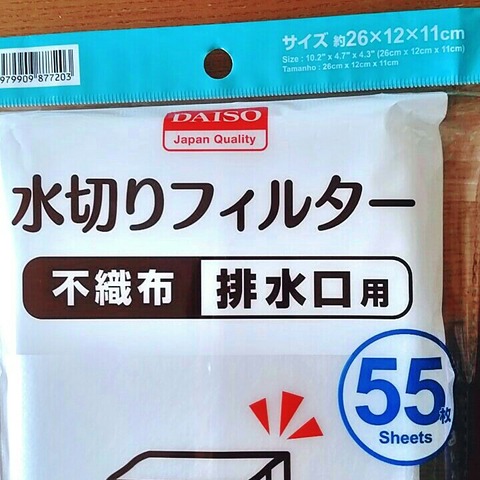 サイズ 約26×12×11cm
Size : 10.2" x 4.7" x 4.3" (26cm x 12cm x 11cm)
Tamanho : 26cm x 12cm x 11cm
979909 877203
DAISO
Japan Quality
水切りフィルター
不織布 排水口用
55枚
Sheets